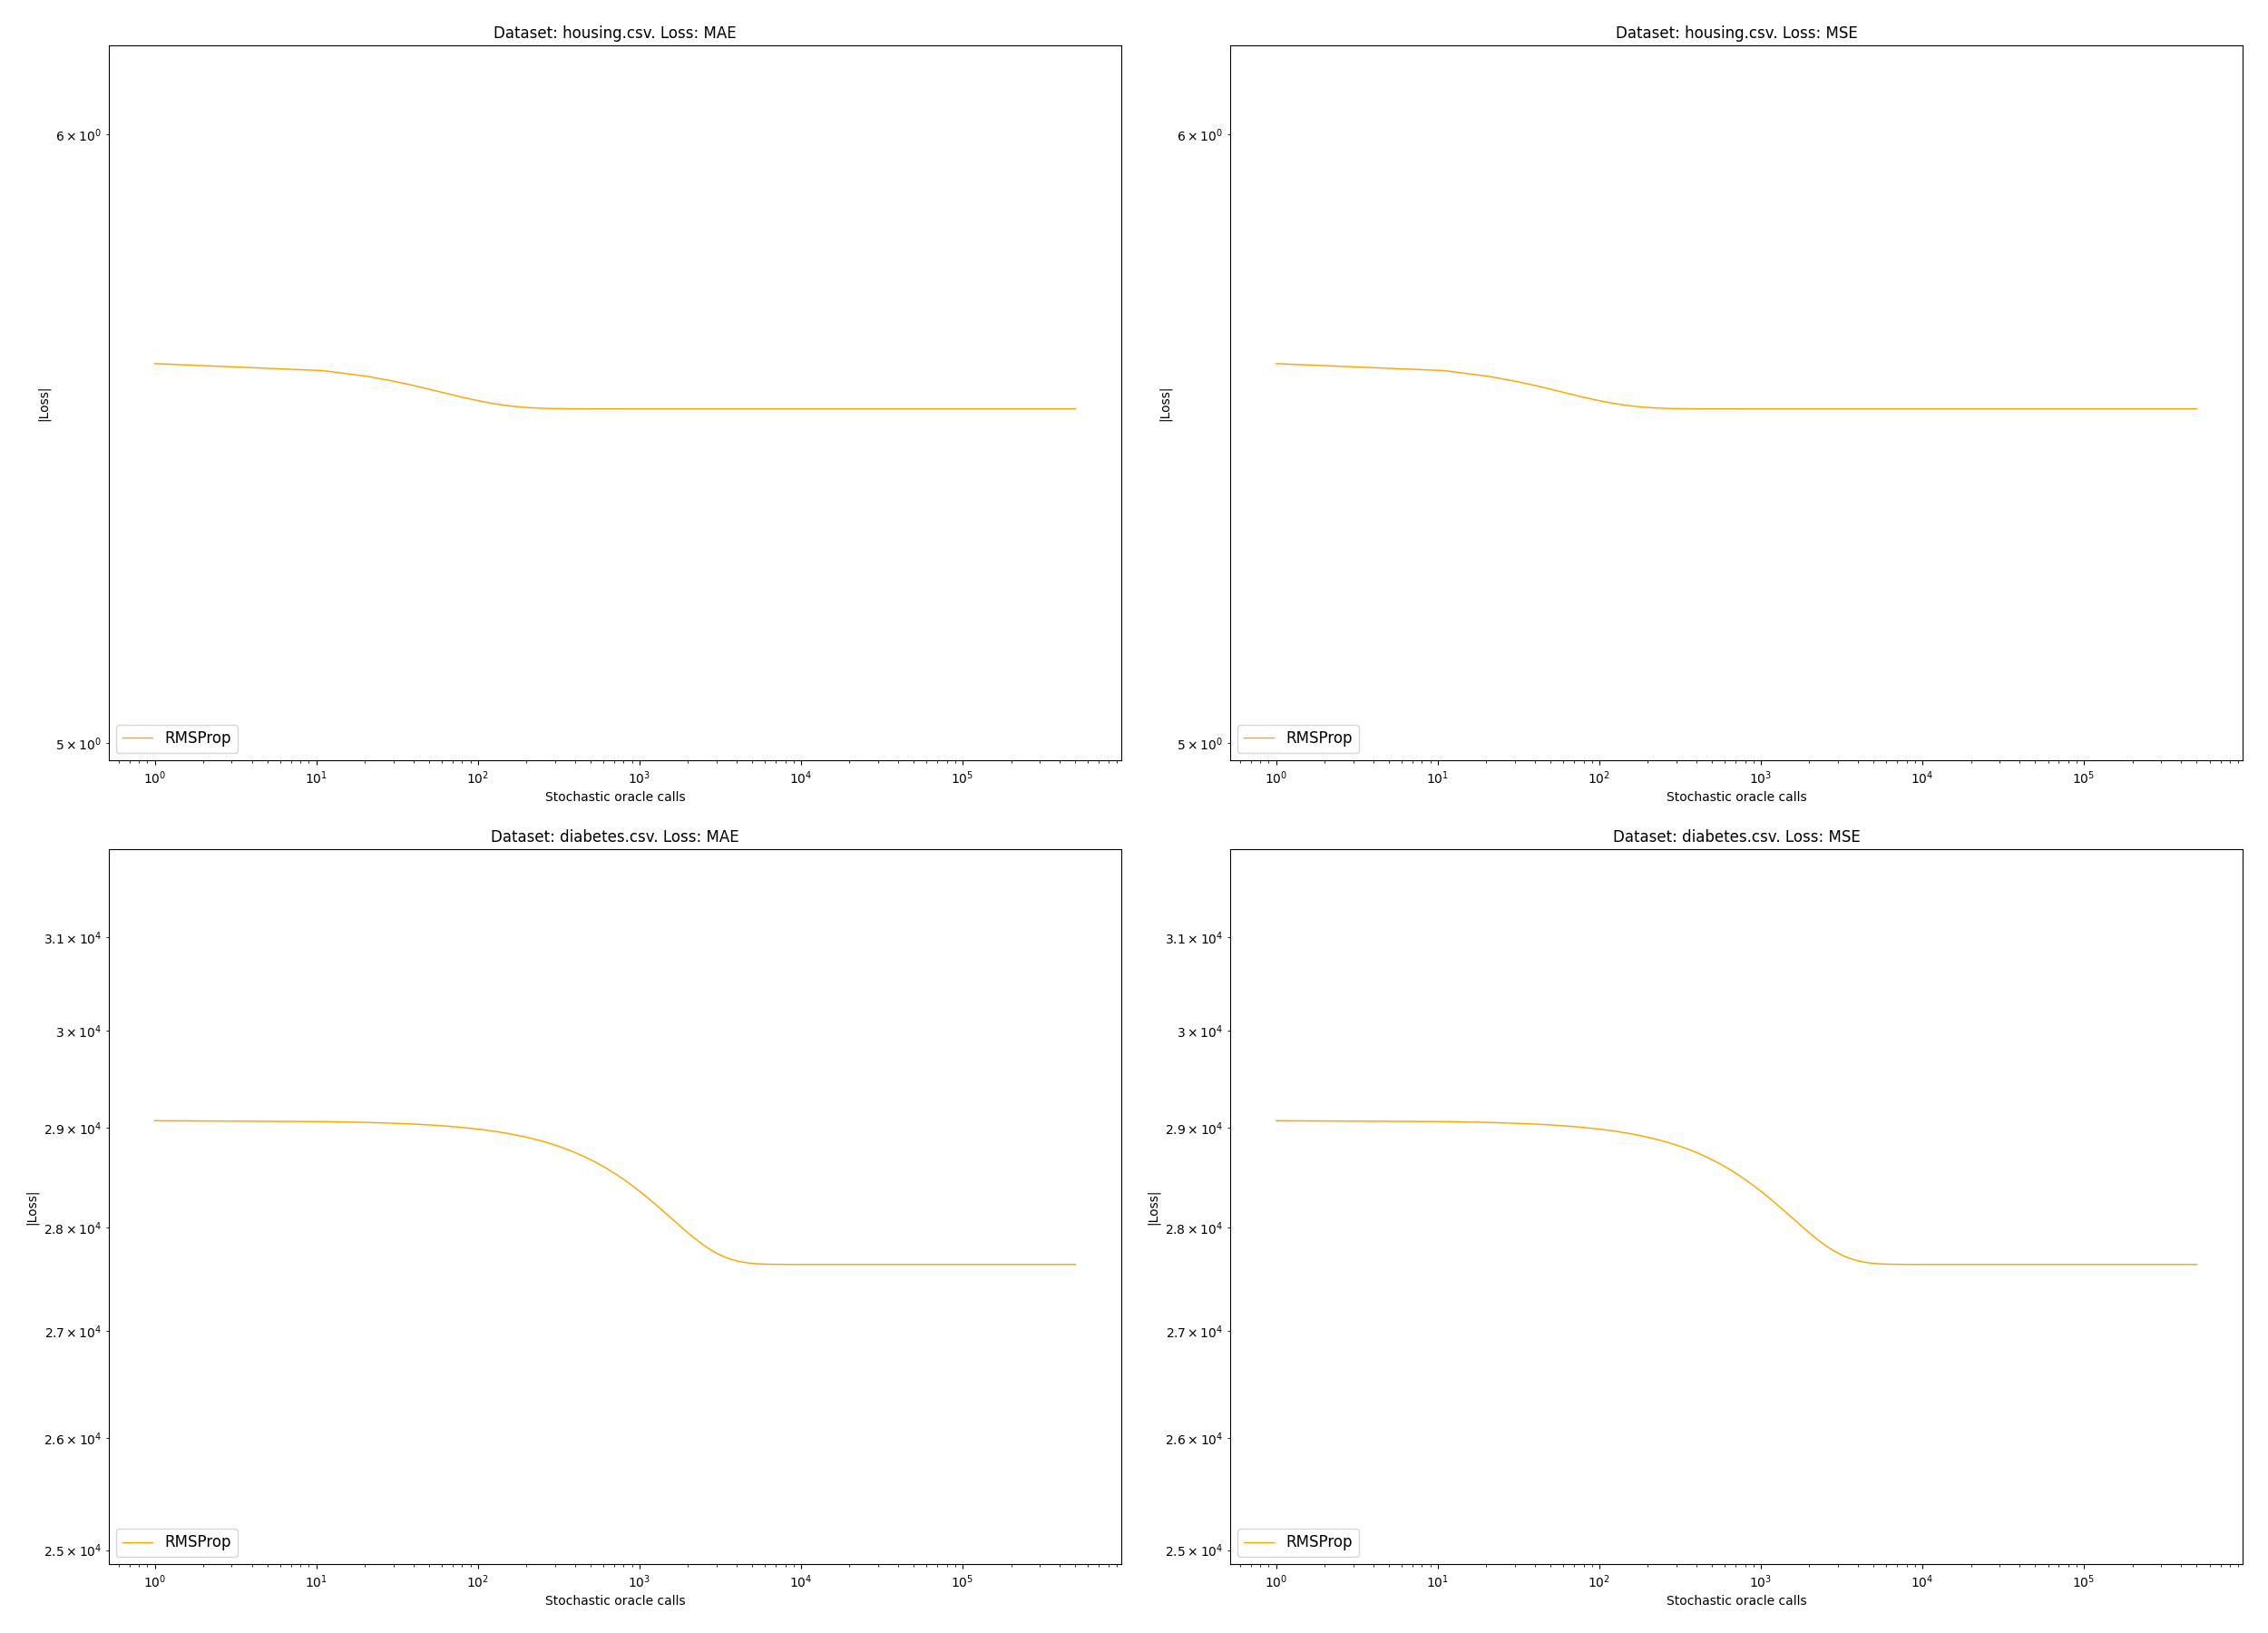 Dataset: housing.csv. Loss: MAE
6 × 10⁰
|Loss|
5 × 10⁰
RMSProp
10⁰ 10¹ 10² 10³ 10⁴ 10⁵
Stochastic oracle calls
Dataset: housing.csv. Loss: MSE
6 × 10⁰
|Loss|
5 × 10⁰
RMSProp
10⁰ 10¹ 10² 10³ 10⁴ 10⁵
Stochastic oracle calls
Dataset: diabetes.csv. Loss: MAE
3.1 × 10⁴
3 × 10⁴
2.9 × 10⁴
|Loss|
2.8 × 10⁴
2.7 × 10⁴
2.6 × 10⁴
2.5 × 10⁴
RMSProp
10⁰ 10¹ 10² 10³ 10⁴ 10⁵
Stochastic oracle calls
Dataset: diabetes.csv. Loss: MSE
3.1 × 10⁴
3 × 10⁴
2.9 × 10⁴
|Loss|
2.8 × 10⁴
2.7 × 10⁴
2.6 × 10⁴
2.5 × 10⁴
RMSProp
10⁰ 10¹ 10² 10³ 10⁴ 10⁵
Stochastic oracle calls